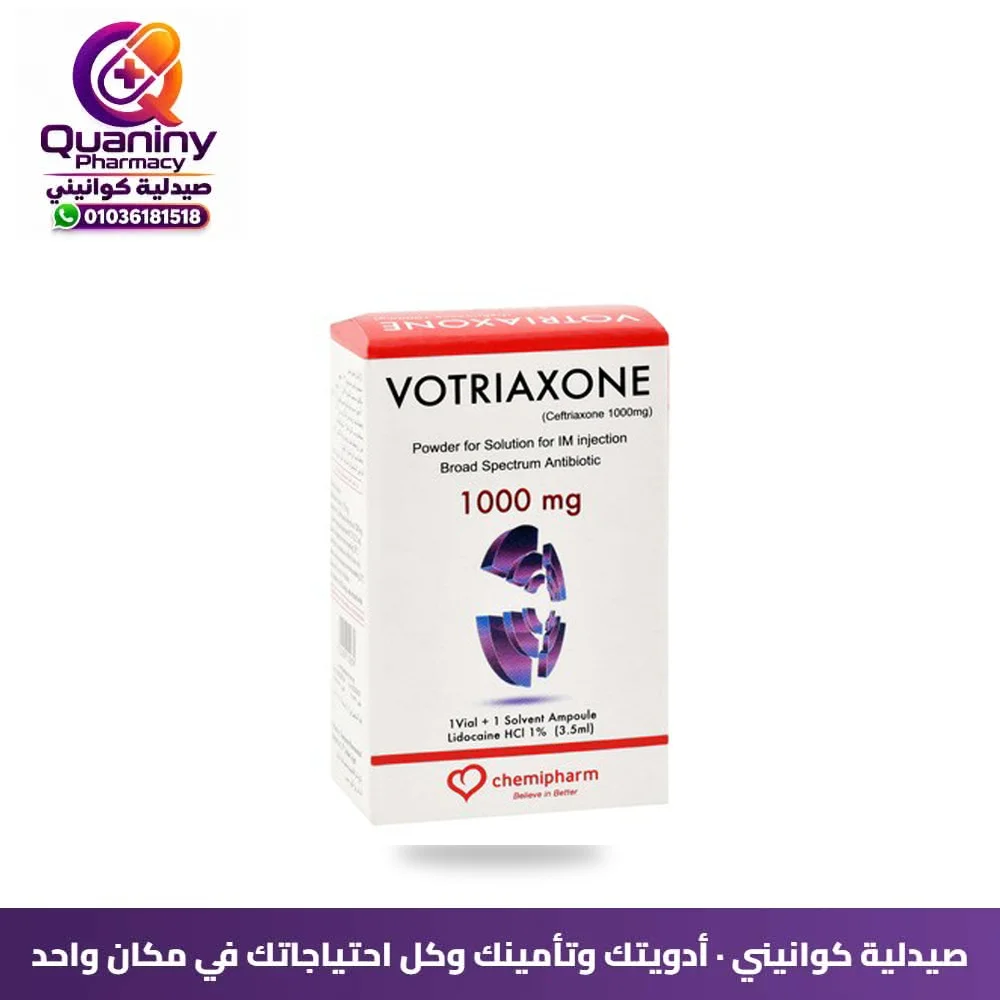 Quaniny
Pharmacy
صيدلية كوانيني
01036181518
VOTRIAXONE
VOTRIAXONE
(Ceftriaxone 1000mg)
Powder for Solution for IM injection
Broad Spectrum Antibiotic
1000 mg
1 Vial + 1 Solvent Ampoule
Lidocaine HCl 1% (3.5ml)
chemipharm
Believe in Better
صيدلية كوانيني · أدويتك وتأمينك وكل احتياجاتك في مكان واحد